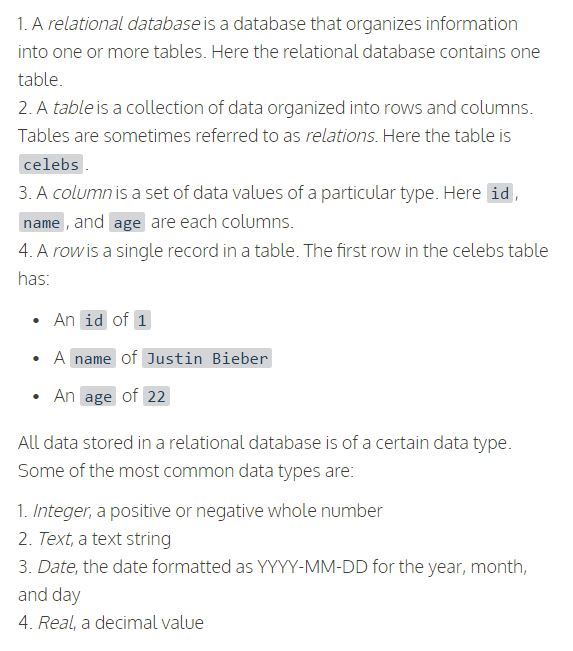 1. A relational database is a database that organizes information
into one or more tables. Here the relational database contains one
table.
2. A table is a collection of data organized into rows and columns.
Tables are sometimes referred to as relations. Here the table is
celebs .
3. A column is a set of data values of a particular type. Here id ,
name , and age are each columns.
4. A row is a single record in a table. The first row in the celebs table
has:
• An id of 1
• A name of Justin Bieber
• An age of 22
All data stored in a relational database is of a certain data type.
Some of the most common data types are:
1. Integer, a positive or negative whole number
2. Text, a text string
3. Date, the date formatted as YYYY-MM-DD for the year, month,
and day
4. Real, a decimal value